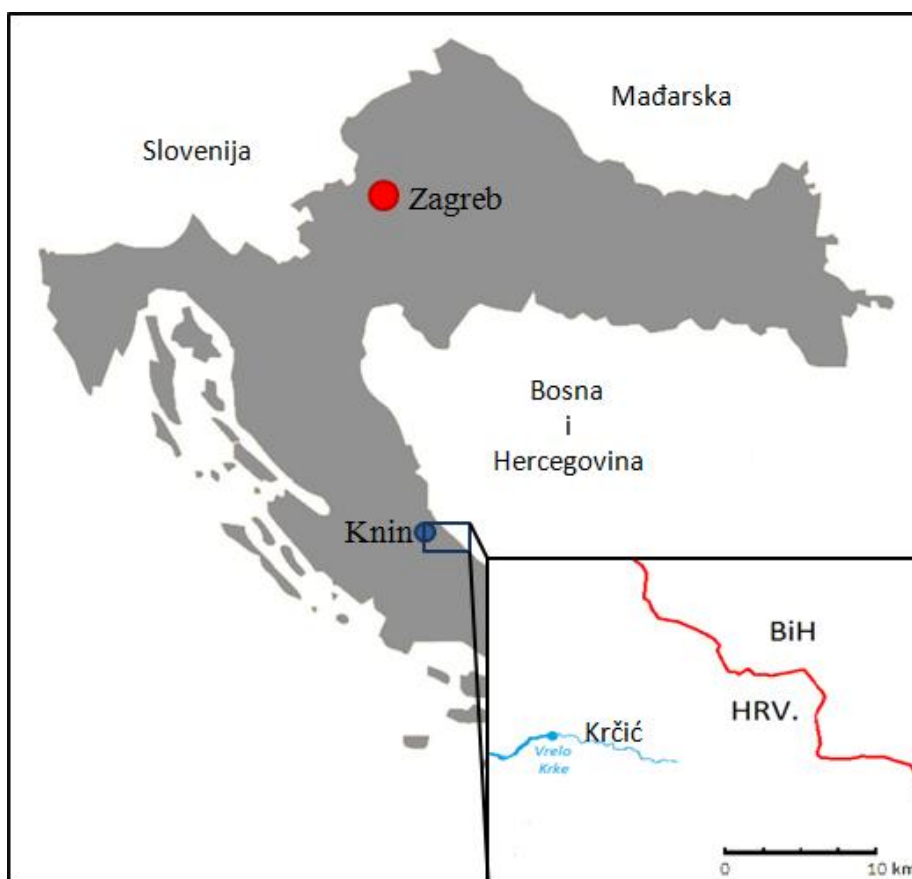 Mađarska
Slovenija
Zagreb
Bosna
i
Hercegovina
Knin
BiH
HRV.
Krčić
Vrelo
Krke
0 10 km